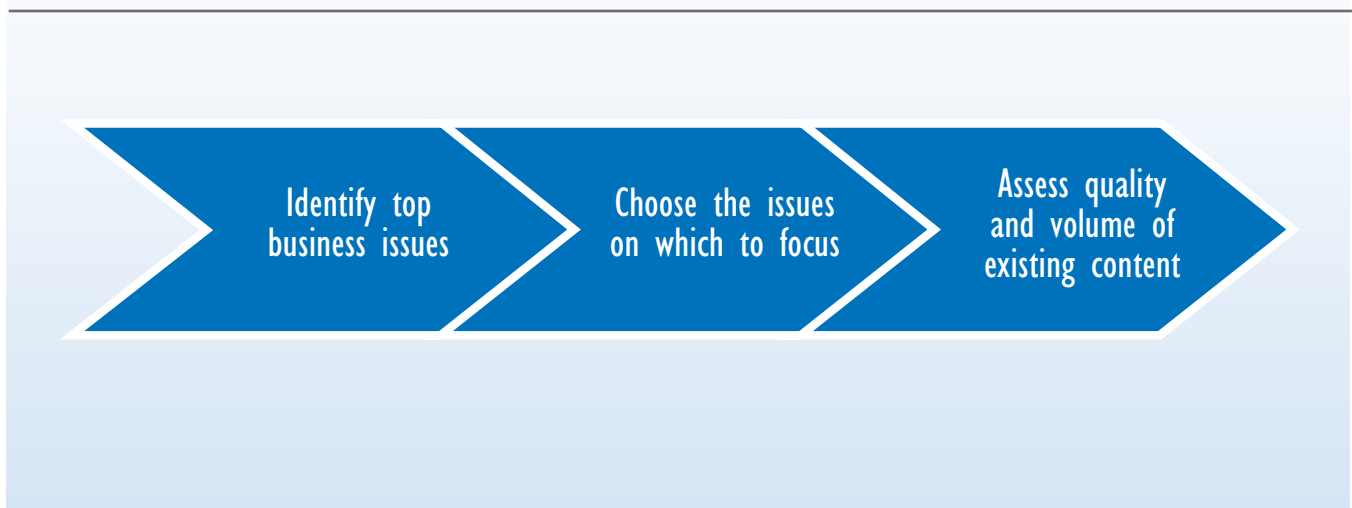 Identify top
business issues
Choose the issues
on which to focus
Assess quality
and volume of
existing content